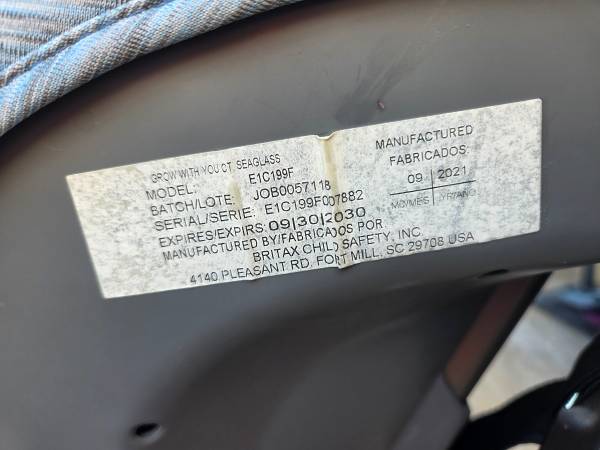 GROW WITH YOU CT SEAGLASS
MODEL: E1C199F
BATCH/LOTE: JOB0057118
SERIAL/SERIE: E1C199F007882
EXPIRES/EXPIRS: 09|30|2030
MANUFACTURED BY/FABRICADOS POR
BRITAX CHILD SAFETY, INC.
4140 PLEASANT RD, FORT MILL, SC 29708 USA
MANUFACTURED
FABRICADOS:
09 2021
MO/MES YR/ANO